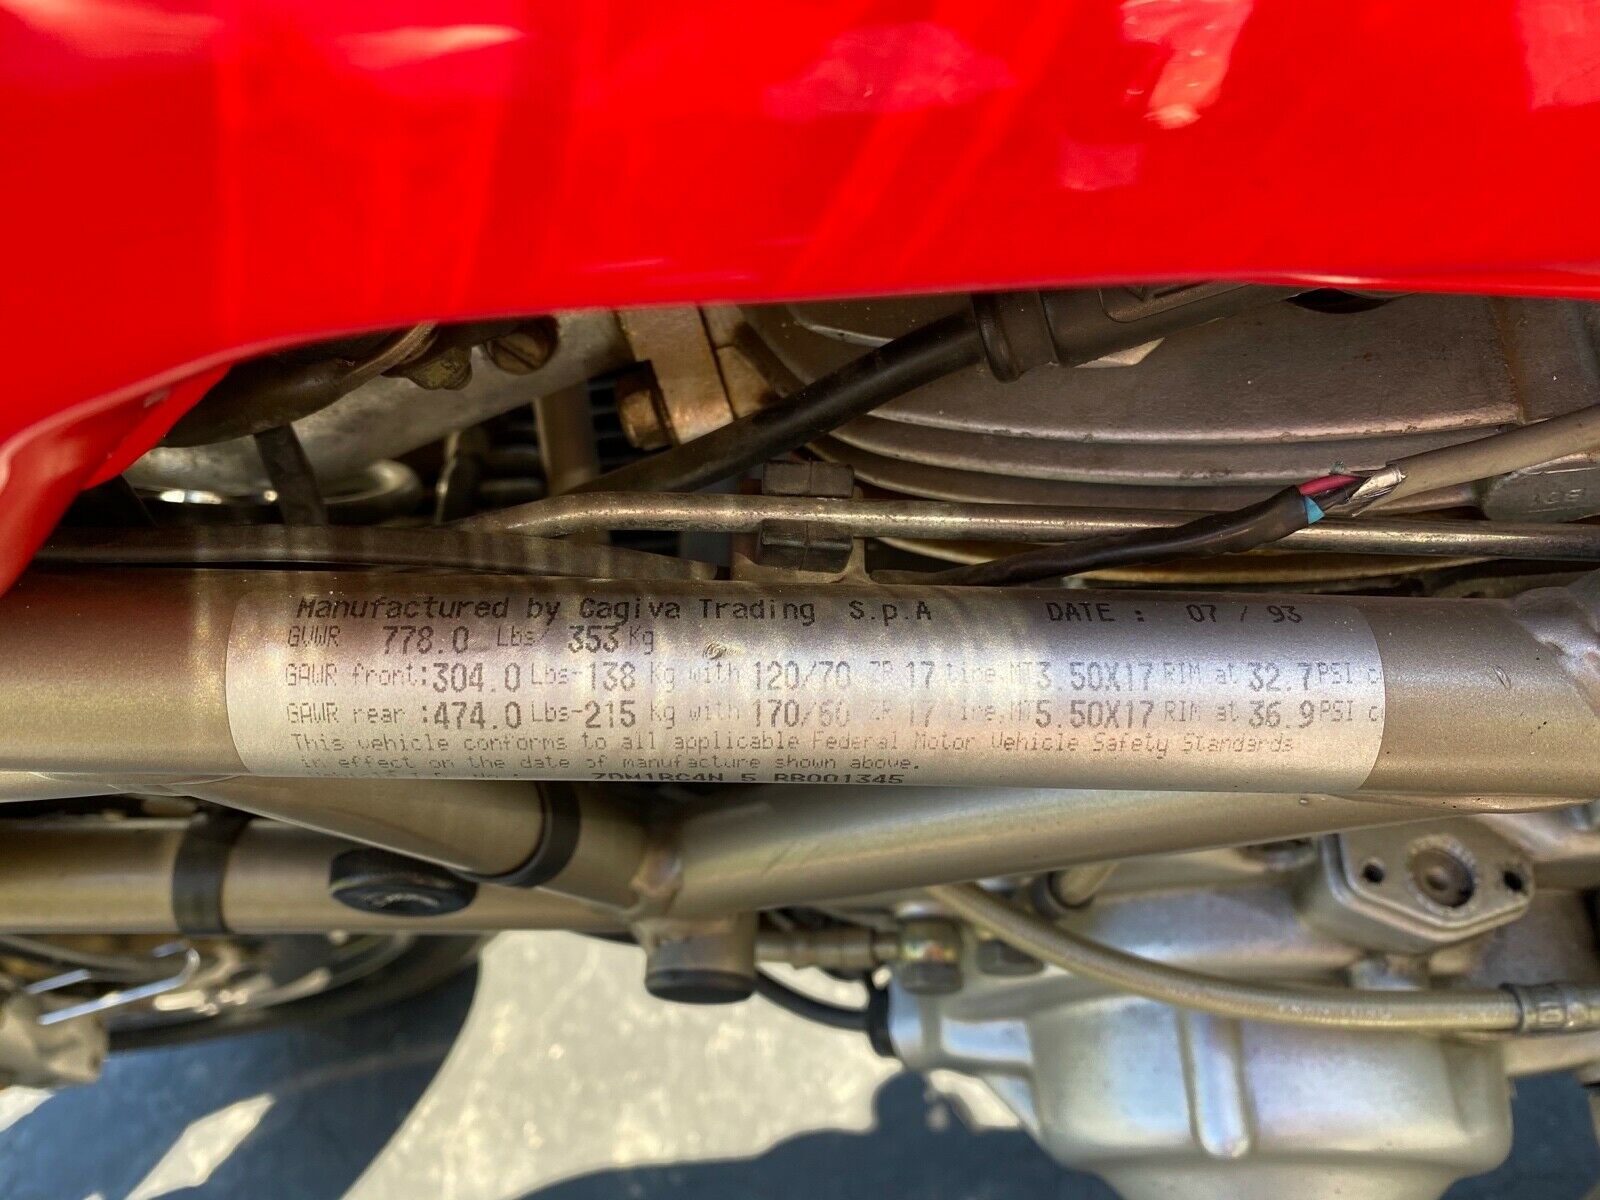 Manufactured by Cagiva Trading S.p.A DATE : 07 / 93
GVWR 778.0 Lbs/ 353 Kg
GAWR front:304.0 Lbs-138 Kg with 120/70 ZR 17 tire,MT3.50X17 RIM at 32.7 PSI c
GAWR rear :474.0 Lbs-215 Kg with 170/60 ZR 17 tire,MT5.50X17 RIM at 36.9 PSI c
This vehicle conforms to all applicable Federal Motor Vehicle Safety Standards
in effect on the date of manufacture shown above.
ZDM1RC4N 5 RB001345